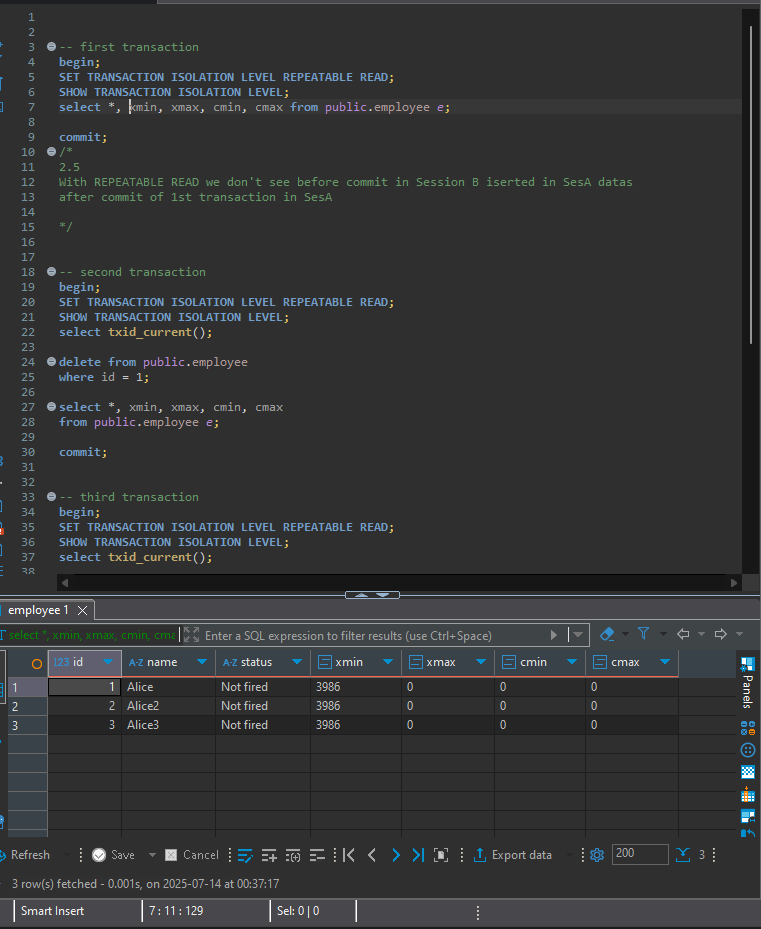 1
2
3 -- first transaction
4 begin;
5 SET TRANSACTION ISOLATION LEVEL REPEATABLE READ;
6 SHOW TRANSACTION ISOLATION LEVEL;
7 select *, xmin, xmax, cmin, cmax from public.employee e;
8
9 commit;
10 /*
11 2.5
12 With REPEATABLE READ we don't see before commit in Session B iserted in SesA datas
13 after commit of 1st transaction in SesA
14
15 */
16
17
18 -- second transaction
19 begin;
20 SET TRANSACTION ISOLATION LEVEL REPEATABLE READ;
21 SHOW TRANSACTION ISOLATION LEVEL;
22 select txid_current();
23
24 delete from public.employee
25 where id = 1;
26
27 select *, xmin, xmax, cmin, cmax
28 from public.employee e;
29
30 commit;
31
32
33 -- third transaction
34 begin;
35 SET TRANSACTION ISOLATION LEVEL REPEATABLE READ;
36 SHOW TRANSACTION ISOLATION LEVEL;
37 select txid_current();
38
employee 1
select *, xmin, xmax, cmin, cma Enter a SQL expression to filter results (use Ctrl+Space)
123 id A-Z name A-Z status xmin xmax cmin cmax
1 1 Alice Not fired 3986 0 0 0
2 2 Alice2 Not fired 3986 0 0 0
3 3 Alice3 Not fired 3986 0 0 0
Panels
Refresh Save Cancel Export data 200 3
3 row(s) fetched - 0.001s, on 2025-07-14 at 00:37:17
Smart Insert 7 : 11 : 129 Sel: 0 | 0